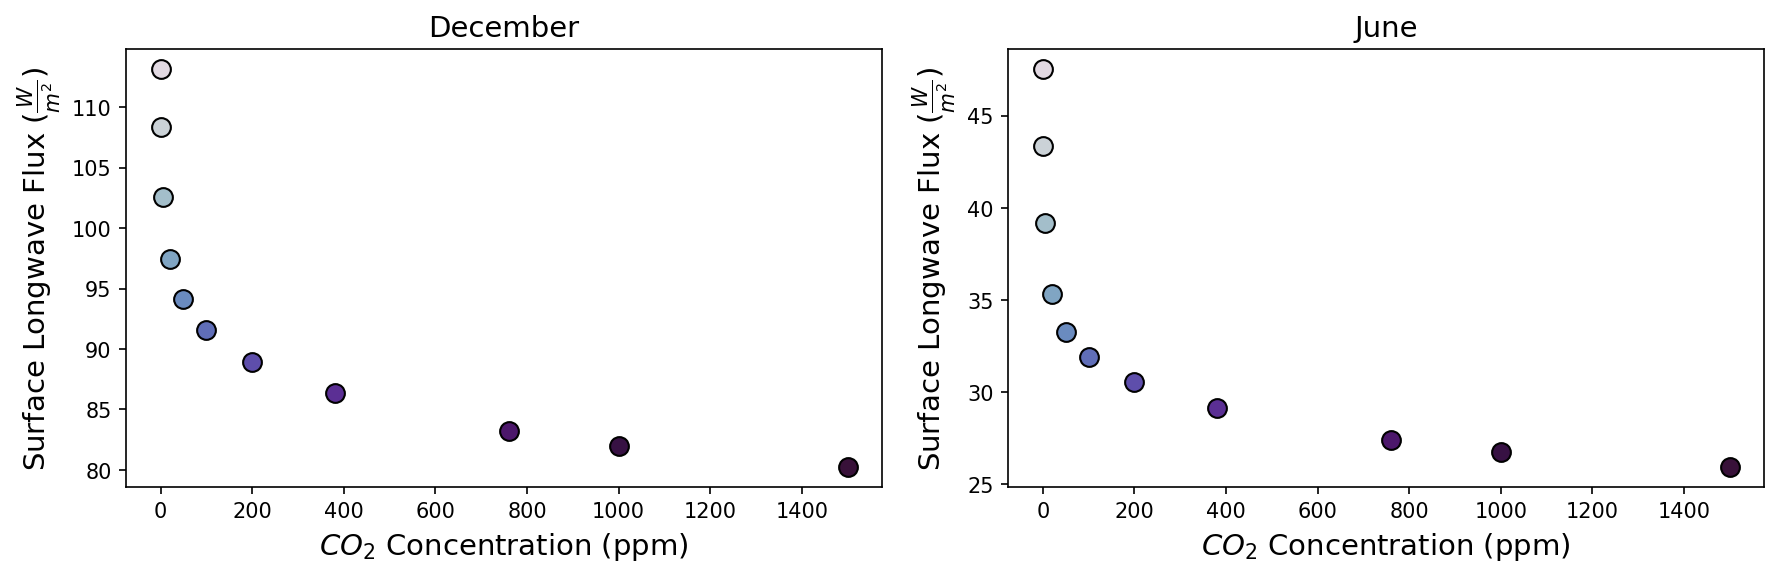 December
Surface Longwave Flux (W/m²)
110
105
100
95
90
85
80
0 200 400 600 800 1000 1200 1400
CO₂ Concentration (ppm)
June
Surface Longwave Flux (W/m²)
45
40
35
30
25
0 200 400 600 800 1000 1200 1400
CO₂ Concentration (ppm)